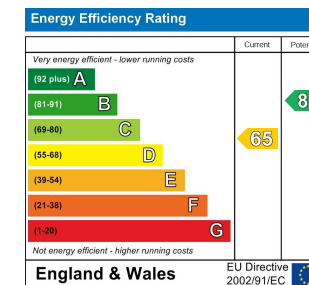 Energy Efficiency Rating
Current
Very energy efficient - lower running costs
(92 plus) A
(81-91) B
(69-80) C
(55-68) D
(39-54) E
(21-38) F
(1-20) G
65
Not energy efficient - higher running costs
England & Wales
EU Directive
2002/91/EC